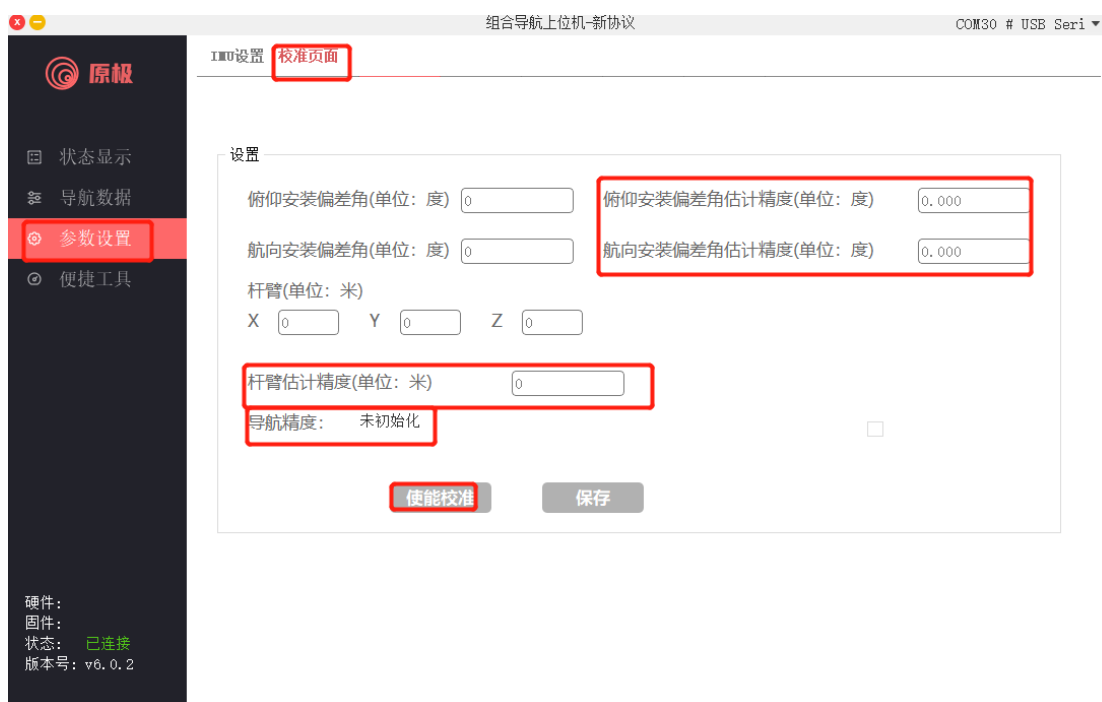 组合导航上位机-新协议
COM30 # USB Seri
原极
IMU设置 校准页面
状态显示
导航数据
参数设置
便捷工具
设置
俯仰安装偏差角(单位：度) 0 俯仰安装偏差角估计精度(单位：度) 0.000
航向安装偏差角(单位：度) 0 航向安装偏差角估计精度(单位：度) 0.000
杆臂(单位：米)
X 0 Y 0 Z 0
杆臂估计精度(单位：米) 0
导航精度： 未初始化
使能校准 保存
硬件:
固件:
状态: 已连接
版本号: v6.0.2